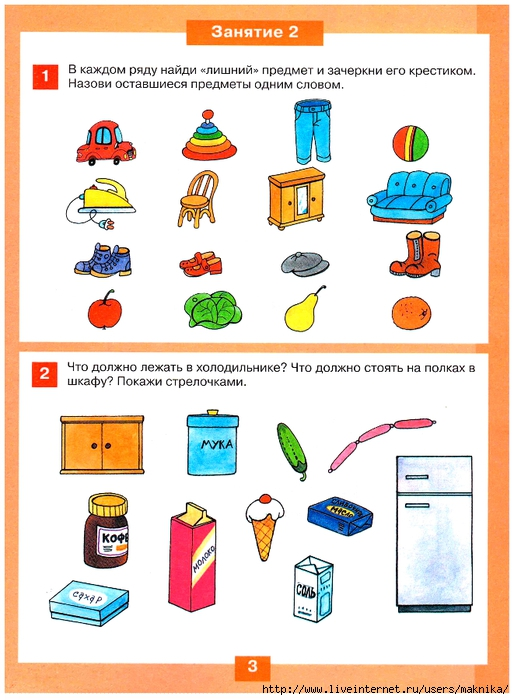 Занятие 2
1
В каждом ряду найди «лишний» предмет и зачеркни его крестиком.
Назови оставшиеся предметы одним словом.
2
Что должно лежать в холодильнике? Что должно стоять на полках в
шкафу? Покажи стрелочками.
МУКА
КОФЕ
МОЛОКО
СЛИВОЧНОЕ
МАСЛО
САХАР
СОЛЬ
3
http://www.liveinternet.ru/users/maknika/